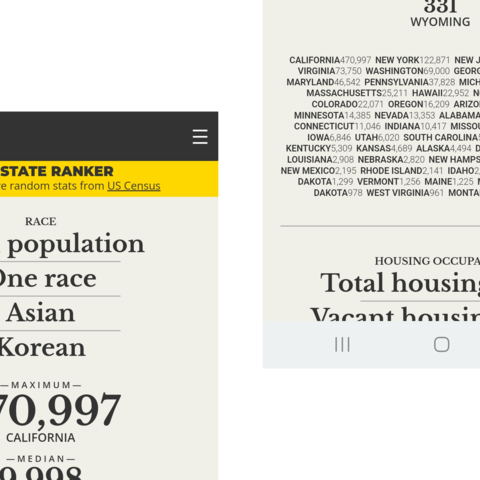 STATE RANKER
re random stats from US Census
RACE
population
One race
Asian
Korean
—MAXIMUM—
70,997
CALIFORNIA
—MEDIAN—
9,998
331
WYOMING
CALIFORNIA470,997 NEW YORK122,871 NEW J
VIRGINIA73,750 WASHINGTON69,000 GEORG
MARYLAND46,542 PENNSYLVANIA37,828 MICH
MASSACHUSETTS25,211 HAWAII22,952 N
COLORADO22,071 OREGON16,209 ARIZO
MINNESOTA14,385 NEVADA13,353 ALABAMA
CONNECTICUT11,046 INDIANA10,417 MISSOU
IOWA6,846 UTAH6,020 SOUTH CAROLINA
KENTUCKY5,309 KANSAS4,689 ALASKA4,494 D
LOUISIANA2,908 NEBRASKA2,820 NEW HAMPS
NEW MEXICO2,195 RHODE ISLAND2,141 IDAHO2
DAKOTA1,299 VERMONT1,256 MAINE1,225
DAKOTA978 WEST VIRGINIA961 MONTA
HOUSING OCCUPA
Total housing
Vacant housin